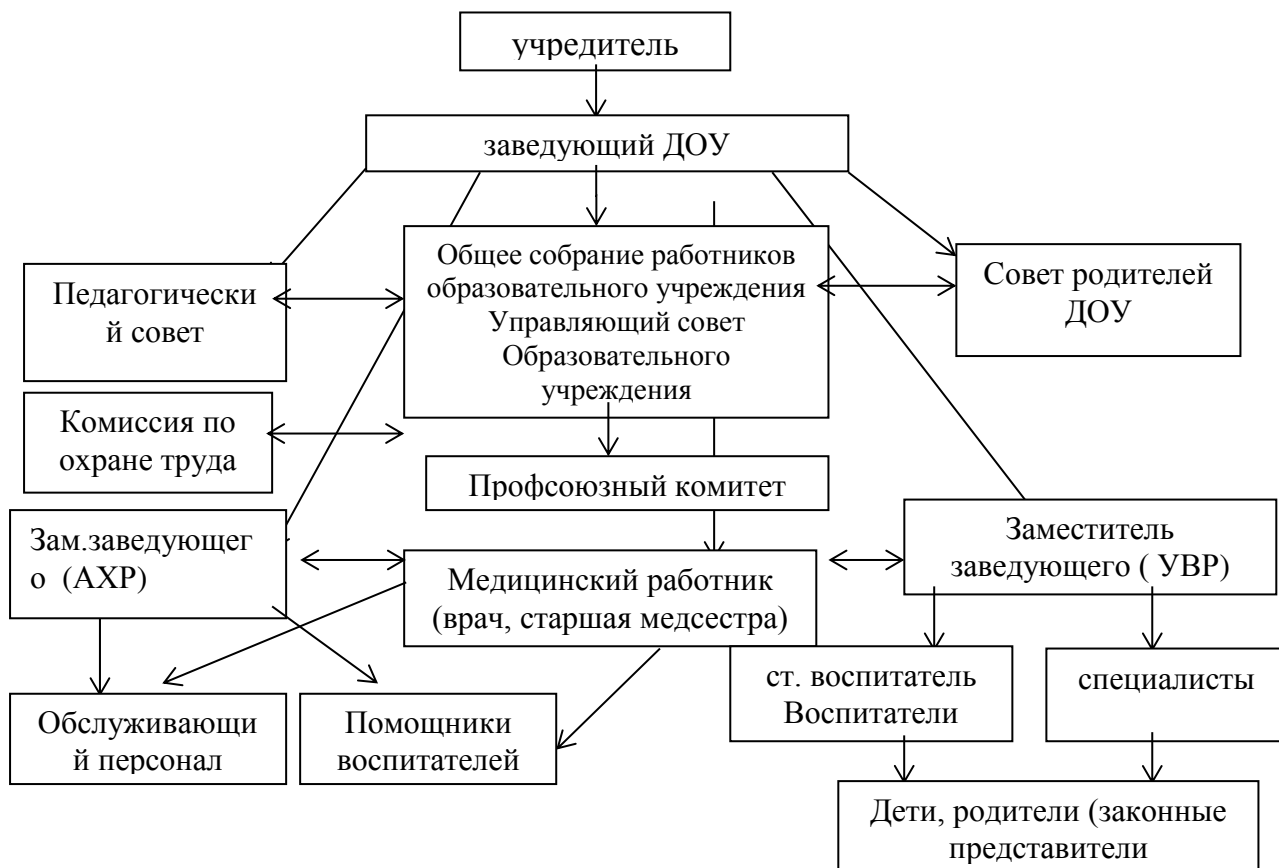 учредитель
заведующий ДОУ
Общее собрание работников
образовательного учреждения
Управляющий совет
Образовательного
учреждения
Педагогически
й совет
Совет родителей
ДОУ
Комиссия по
охране труда
Профсоюзный комитет
Зам.заведующег
о (АХР)
Медицинский работник
(врач, старшая медсестра)
Заместитель
заведующего ( УВР)
ст. воспитатель
Воспитатели
специалисты
Обслуживающи
й персонал
Помощники
воспитателей
Дети, родители (законные
представители